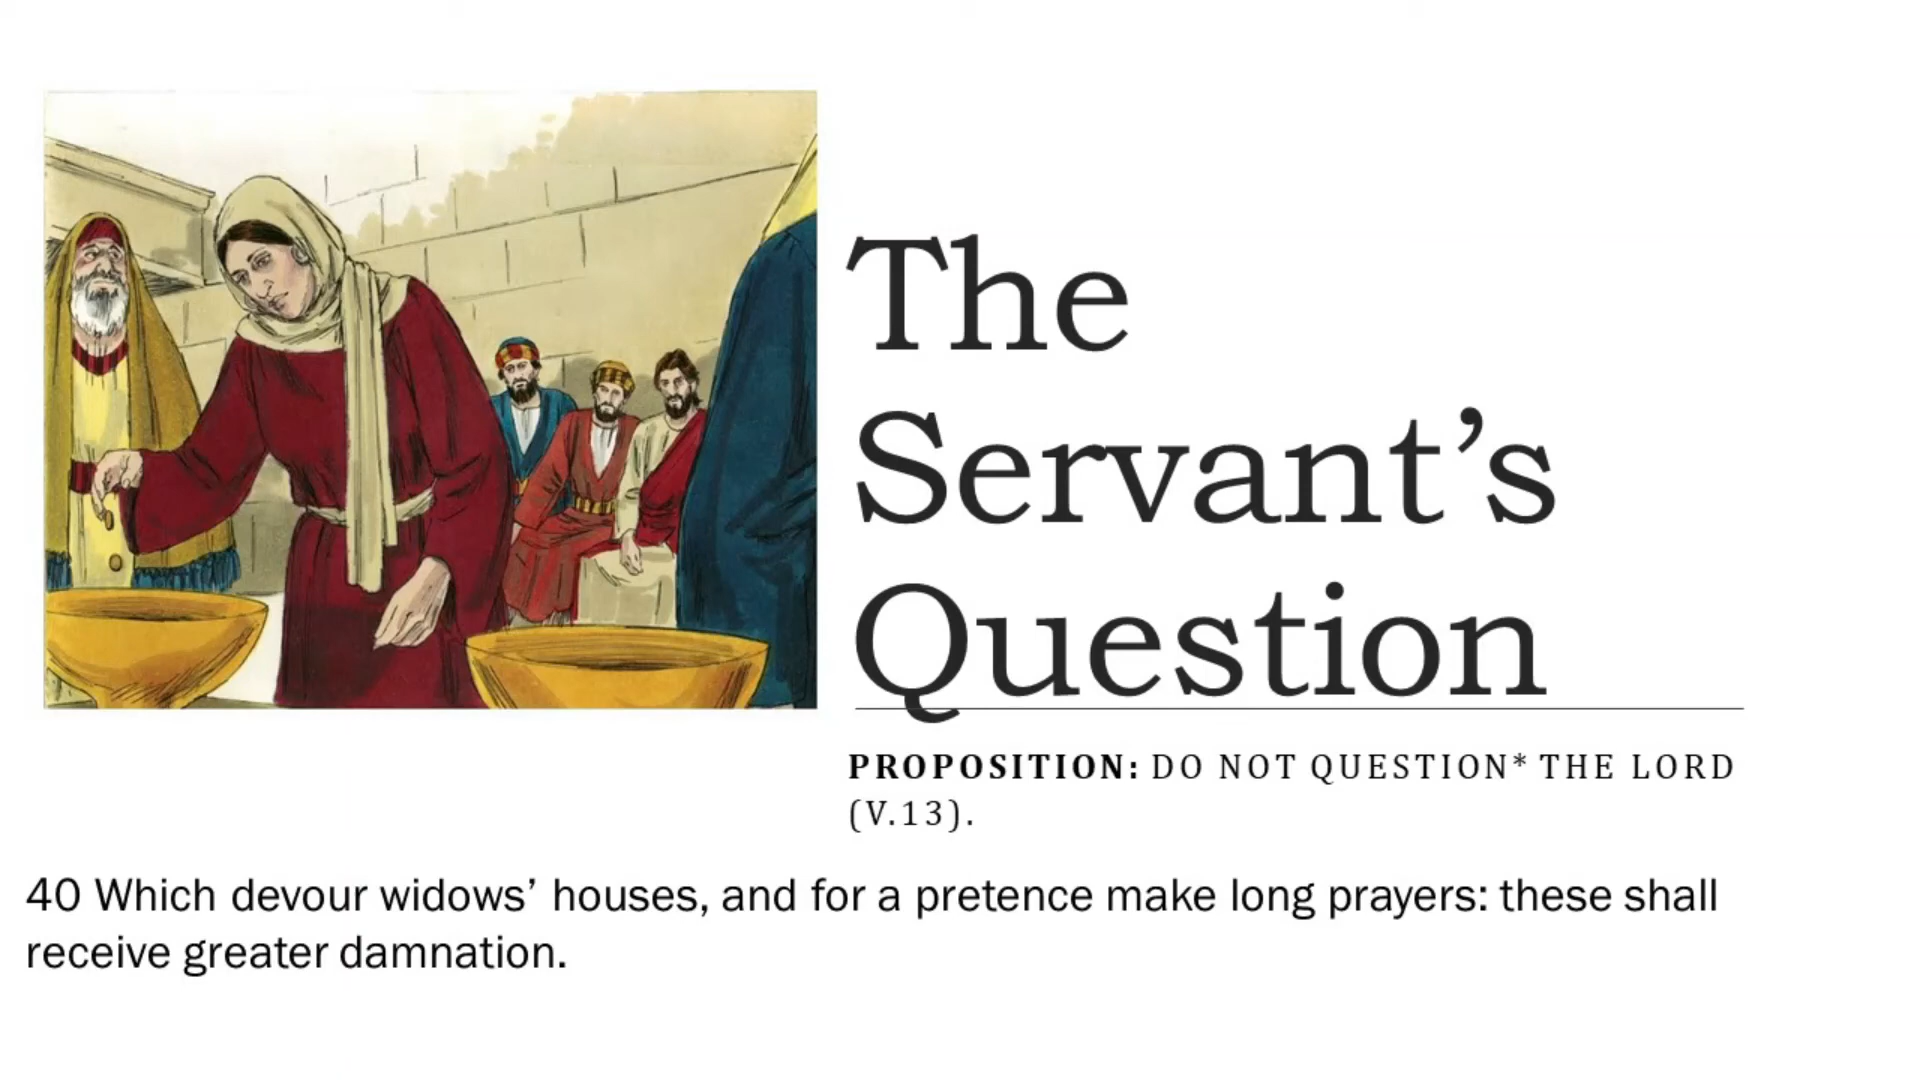 The
Servant’s
Question
PROPOSITION: DO NOT QUESTION* THE LORD
(V.13).
40 Which devour widows’ houses, and for a pretence make long prayers: these shall
receive greater damnation.